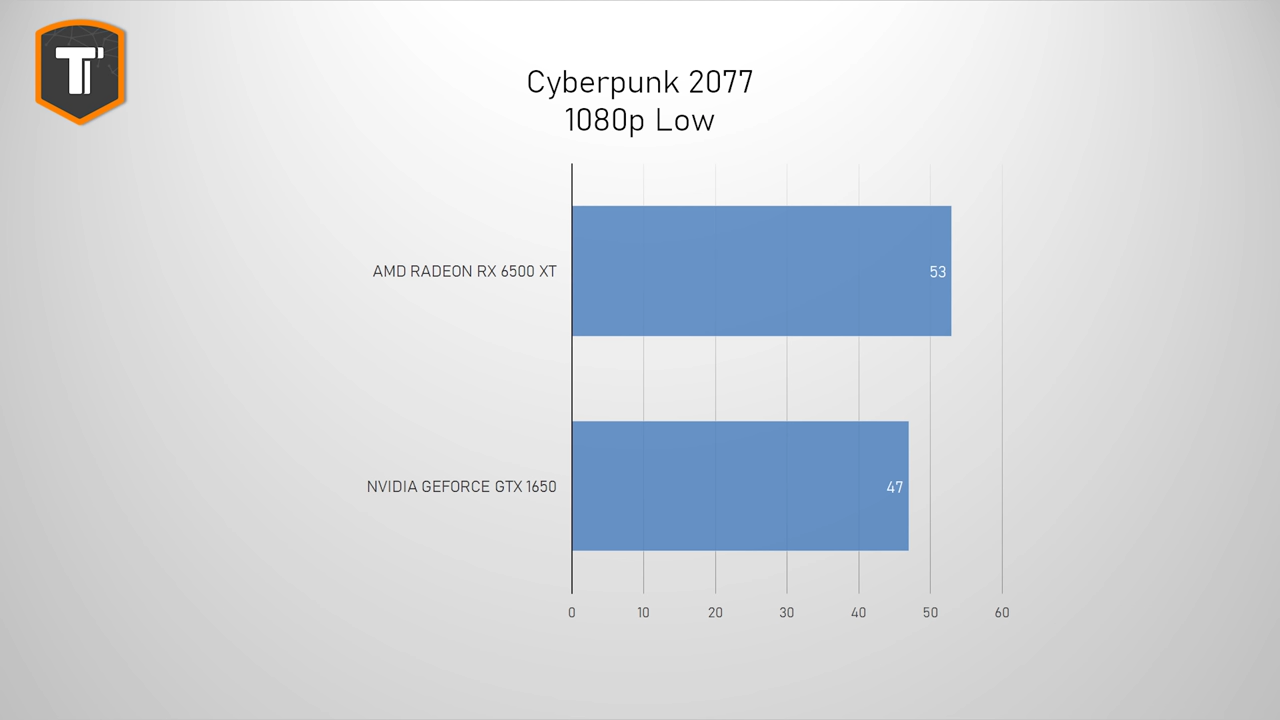 Cyberpunk 2077
1080p Low
AMD RADEON RX 6500 XT
53
NVIDIA GEFORCE GTX 1650
47
0 10 20 30 40 50 60